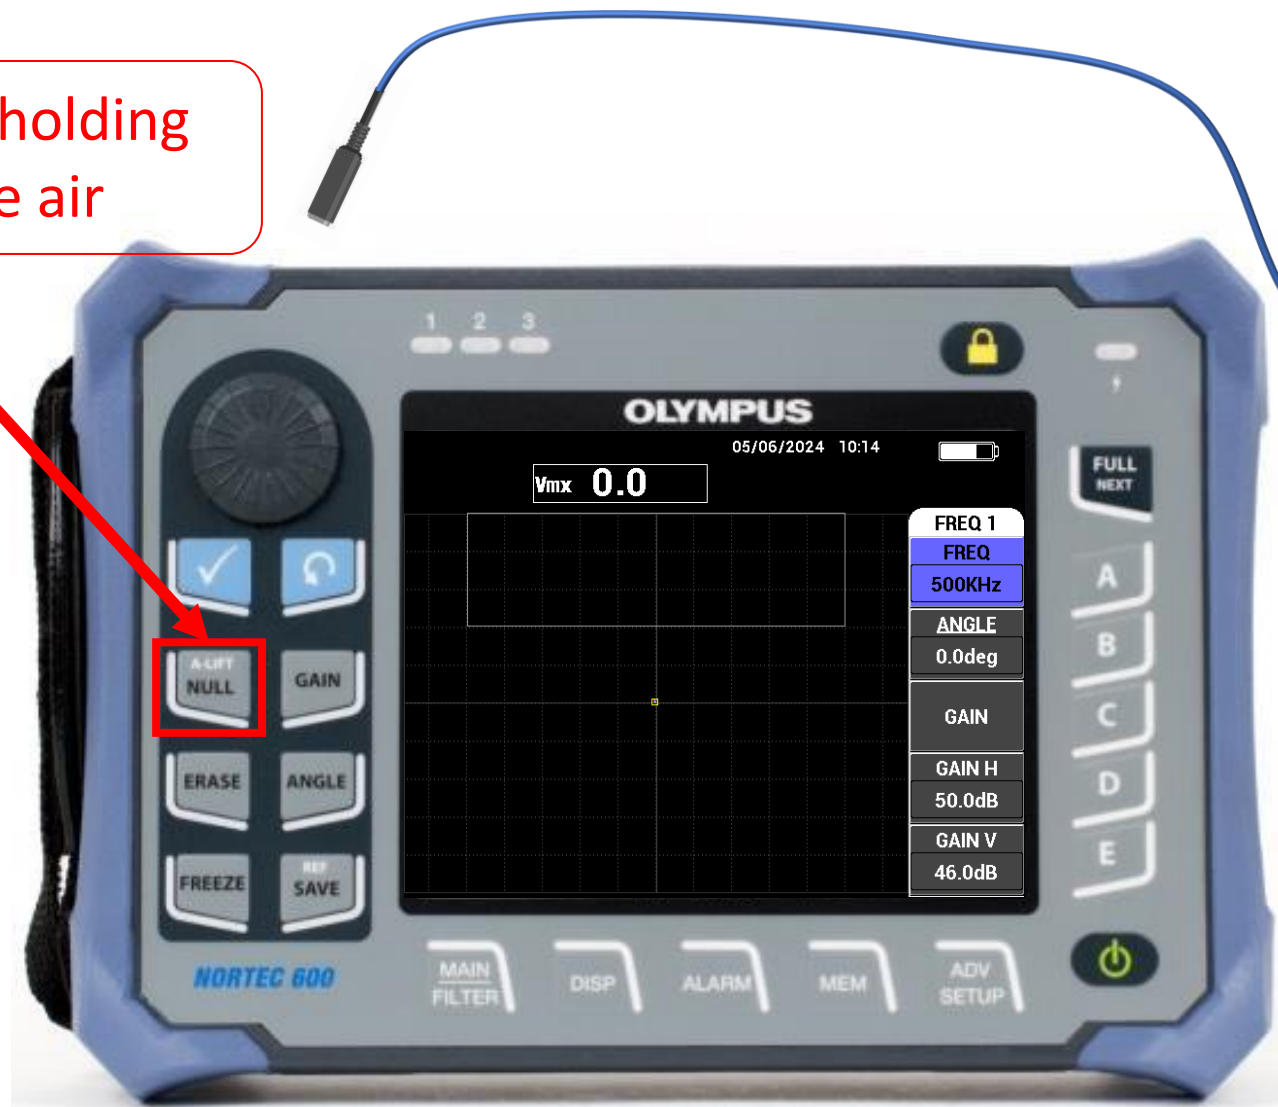 holding
e air
1 2 3
OLYMPUS
05/06/2024 10:14
Vmx 0.0
FULL
NEXT
FREQ 1
FREQ
500KHz
ANGLE
0.0deg
GAIN
GAIN H
50.0dB
GAIN V
46.0dB
A
B
C
D
E
A-LIFT
NULL
GAIN
ERASE
ANGLE
FREEZE
REF
SAVE
NORTEC 600
MAIN
FILTER
DISP
ALARM
MEM
ADV
SETUP